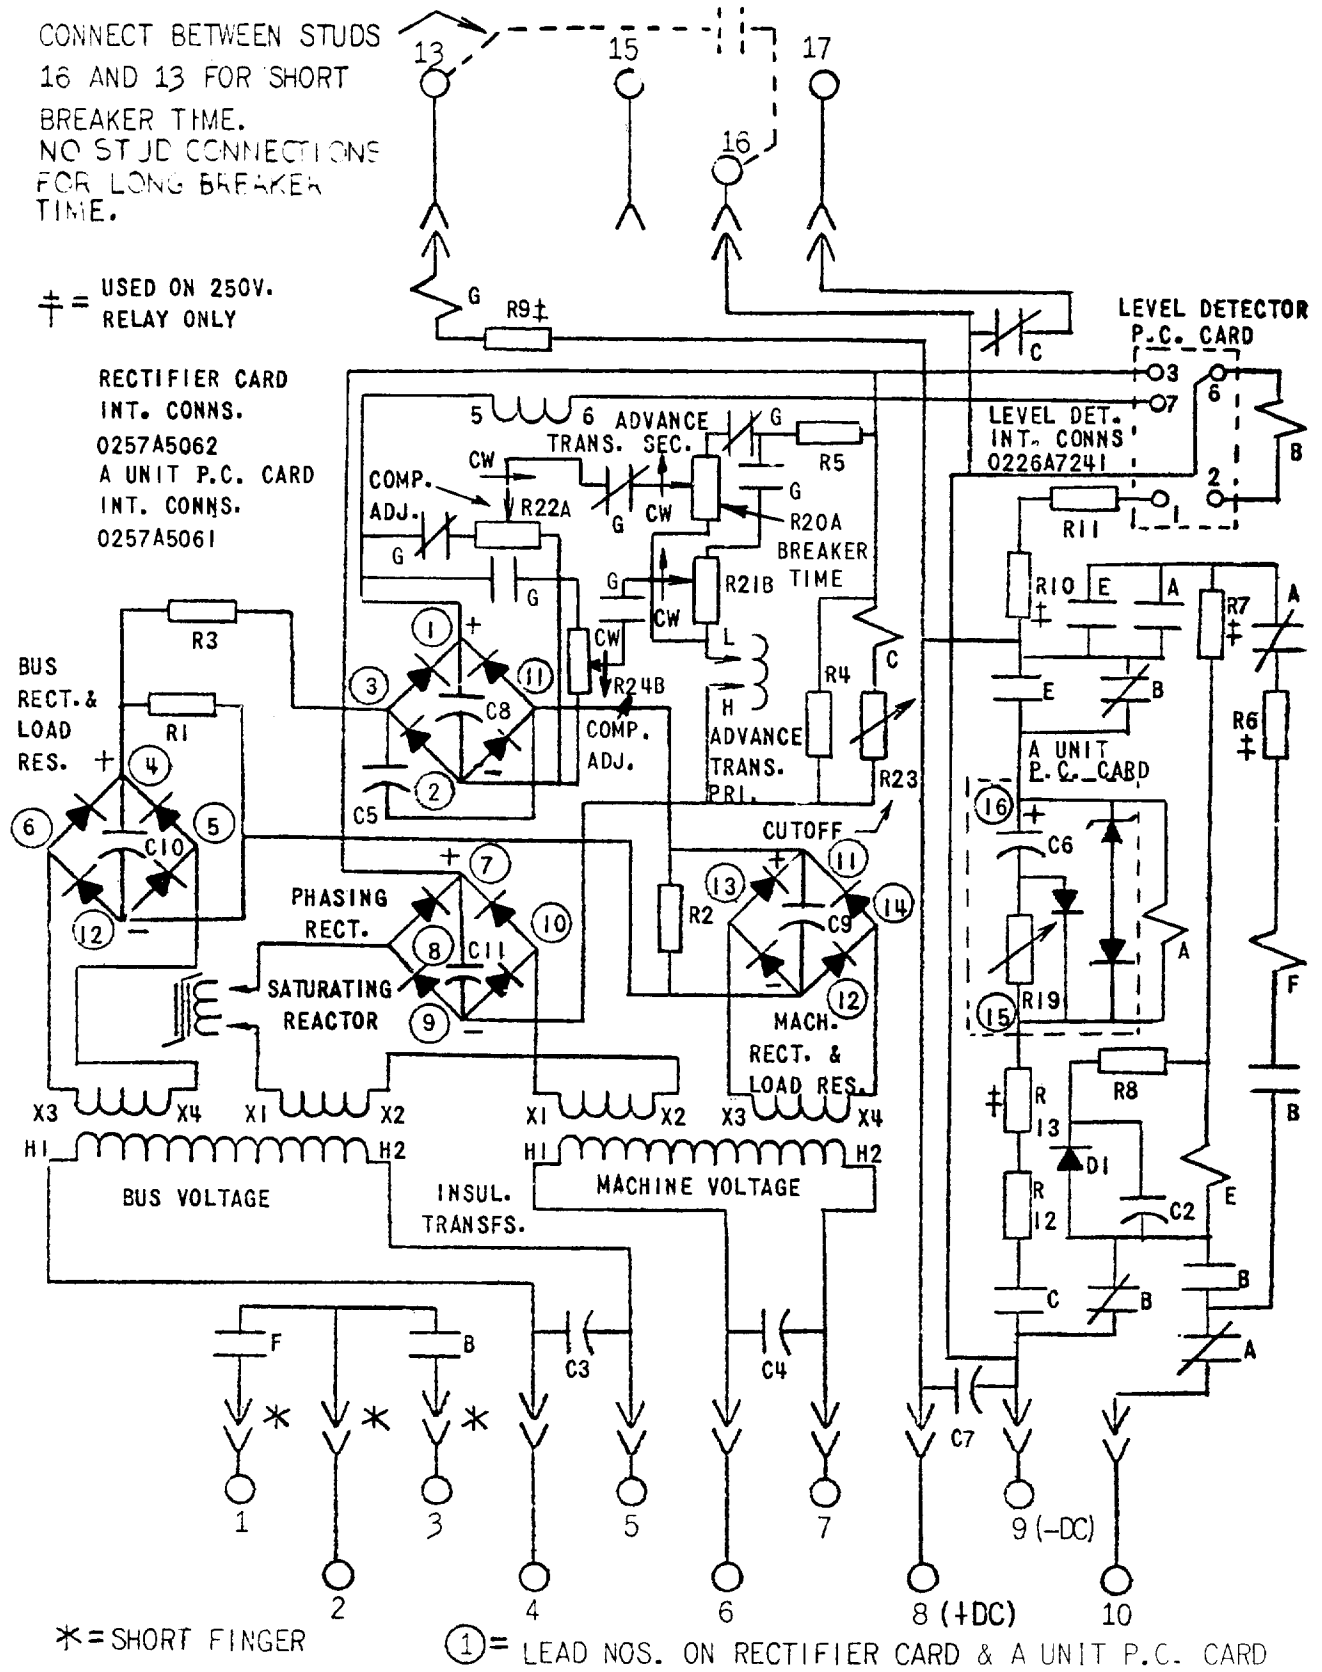 CONNECT BETWEEN STUDS
16 AND 13 FOR SHORT
BREAKER TIME.
NO STUD CONNECTIONS
FOR LONG BREAKER
TIME.
13
15
17
16
‡ = USED ON 250V.
RELAY ONLY
G
R9‡
C
LEVEL DETECTOR
P.C. CARD
3
6
7
2
1
B
RECTIFIER CARD
INT. CONNS.
0257A5062
A UNIT P.C. CARD
INT. CONNS.
0257A5061
LEVEL DET.
INT. CONNS
0226A7241
5
6
ADVANCE
TRANS. SEC.
G
R5
CW
COMP.
ADJ.
R22A
G
CW
G
R20A
BREAKER
TIME
R11
G
G
G
CW
R21B
CW
R24B
COMP.
ADJ.
L
H
ADVANCE
TRANS.
PRI.
R4
C
R23
CUTOFF
R10
‡
E
A
R7
‡
A
E
B
R6
‡
R3
R1
BUS
RECT. &
LOAD
RES.
+
4
6
5
C10
12
–
1
+
3
11
C8
2
–
C5
A UNIT
P.C. CARD
16
+
C6
R19
15
A
F
PHASING
RECT.
+
7
8
10
C11
9
–
R2
+
11
13
14
C9
12
–
MACH.
RECT. &
LOAD RES.
SATURATING
REACTOR
X3
X4
X1
X2
X1
X2
X3
X4
H1
H2
H1
H2
BUS VOLTAGE
INSUL.
TRANSFS.
MACHINE VOLTAGE
R8
‡
R
13
D1
R
12
C2
E
B
C
B
B
A
F
B
C3
C4
C7
*
*
*
1
3
5
7
9 (-DC)
2
4
6
8 (+DC)
10
* = SHORT FINGER
1 = LEAD NOS. ON RECTIFIER CARD & A UNIT P.C. CARD